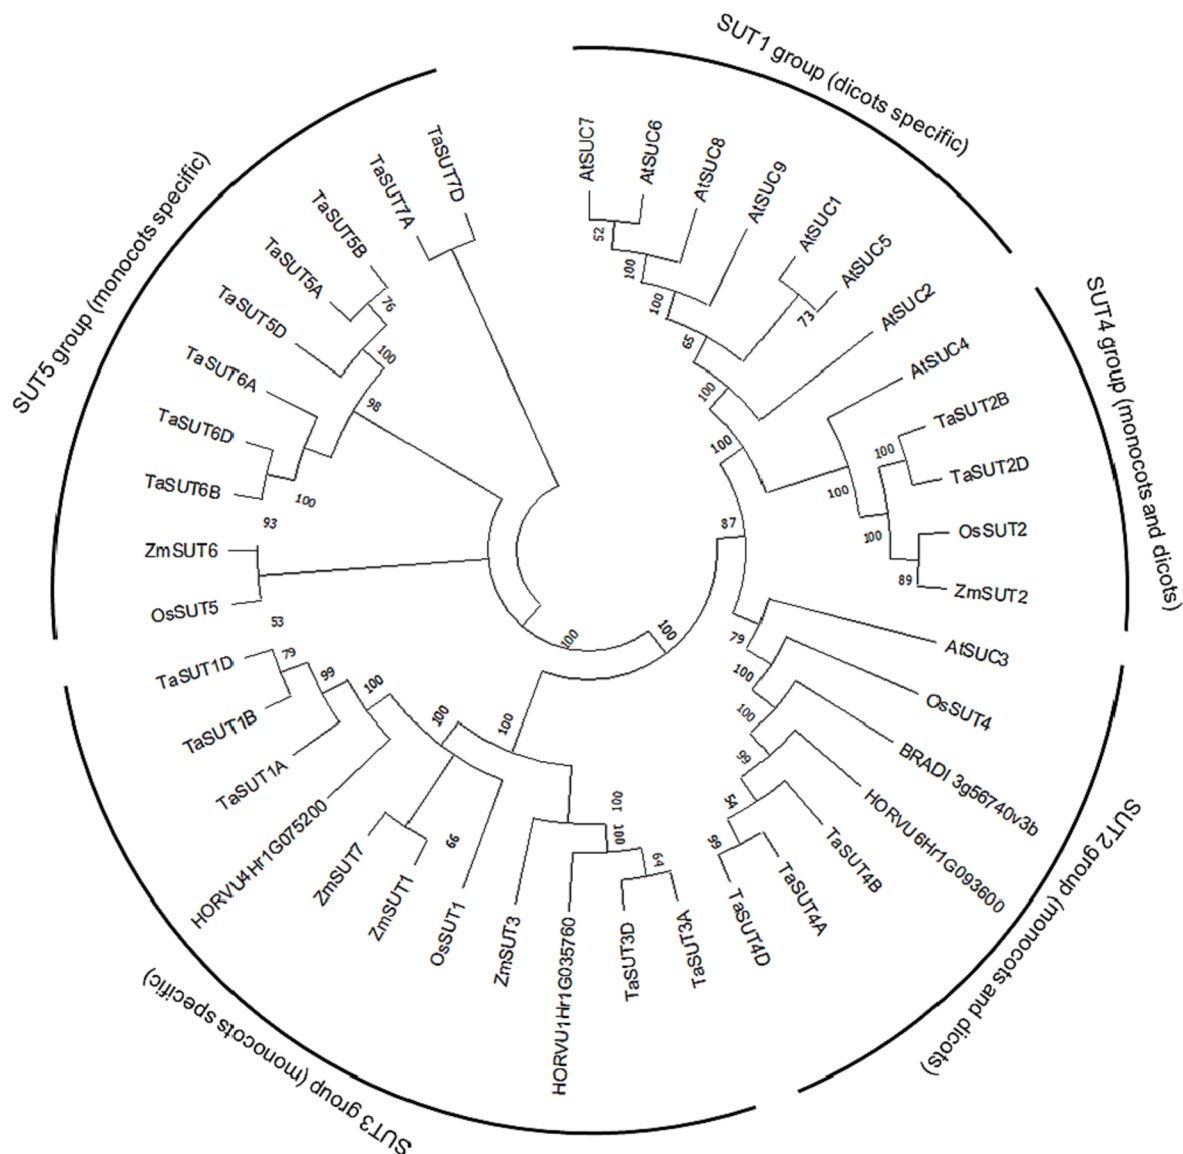 SUT1 group (dicots specific)
AtSUC7
AtSUC6
AtSUC8
AtSUC9
AtSUC1
AtSUC5
AtSUC2
52
100
100
65
73
100
100
SUT4 group (monocots and dicots)
AtSUC4
TaSUT2B
TaSUT2D
OsSUT2
ZmSUT2
100
100
100
89
87
SUT2 group (monocots and dicots)
AtSUC3
OsSUT4
BRADI 3g56740v3b
HORVU6Hr1G093600
TaSUT4B
TaSUT4A
TaSUT4D
79
100
100
99
54
99
SUT3 group (monocots specific)
TaSUT3A
TaSUT3D
HORVU1Hr1G035760
ZmSUT3
OsSUT1
ZmSUT1
ZmSUT7
HORVU4Hr1G075200
TaSUT1A
TaSUT1B
TaSUT1D
64
100
100
100
100
99
100
99
79
SUT5 group (monocots specific)
OsSUT5
ZmSUT6
TaSUT6B
TaSUT6D
TaSUT6A
TaSUT5D
TaSUT5A
TaSUT5B
TaSUT7A
TaSUT7D
53
93
100
98
100
76
100
100